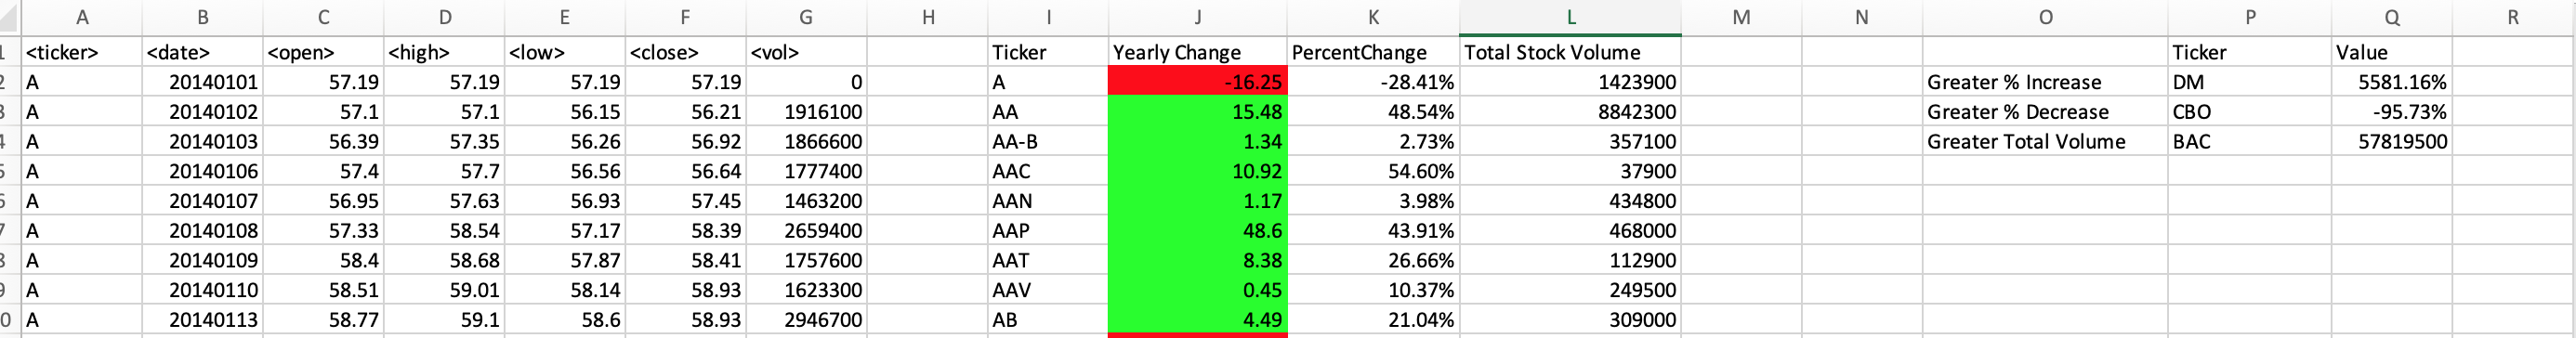 A B C D E F G H I J K L M N O P Q R
1 <ticker> <date> <open> <high> <low> <close> <vol> Ticker Yearly Change PercentChange Total Stock Volume Ticker Value
2 A 20140101 57.19 57.19 57.19 57.19 0 A -16.25 -28.41% 1423900 Greater % Increase DM 5581.16%
3 A 20140102 57.1 57.1 56.15 56.21 1916100 AA 15.48 48.54% 8842300 Greater % Decrease CBO -95.73%
4 A 20140103 56.39 57.35 56.26 56.92 1866600 AA-B 1.34 2.73% 357100 Greater Total Volume BAC 57819500
5 A 20140106 57.4 57.7 56.56 56.64 1777400 AAC 10.92 54.60% 37900
6 A 20140107 56.95 57.63 56.93 57.45 1463200 AAN 1.17 3.98% 434800
7 A 20140108 57.33 58.54 57.17 58.39 2659400 AAP 48.6 43.91% 468000
8 A 20140109 58.4 58.68 57.87 58.41 1757600 AAT 8.38 26.66% 112900
9 A 20140110 58.51 59.01 58.14 58.93 1623300 AAV 0.45 10.37% 249500
0 A 20140113 58.77 59.1 58.6 58.93 2946700 AB 4.49 21.04% 309000